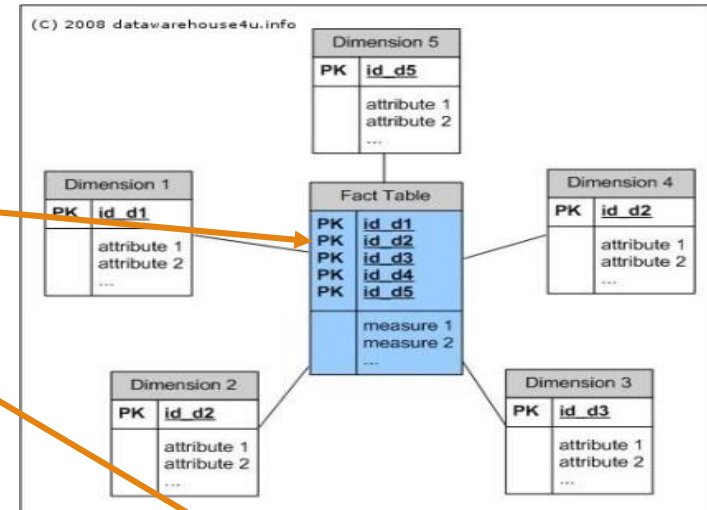 (C) 2008 datawarehouse4u.info
Dimension 5
PK id_d5
attribute 1
attribute 2
...
Dimension 1
PK id_d1
attribute 1
attribute 2
...
Fact Table
PK id_d1
PK id_d2
PK id_d3
PK id_d4
PK id_d5
measure 1
measure 2
...
Dimension 4
PK id_d2
attribute 1
attribute 2
...
Dimension 2
PK id_d2
attribute 1
attribute 2
...
Dimension 3
PK id_d3
attribute 1
attribute 2
...